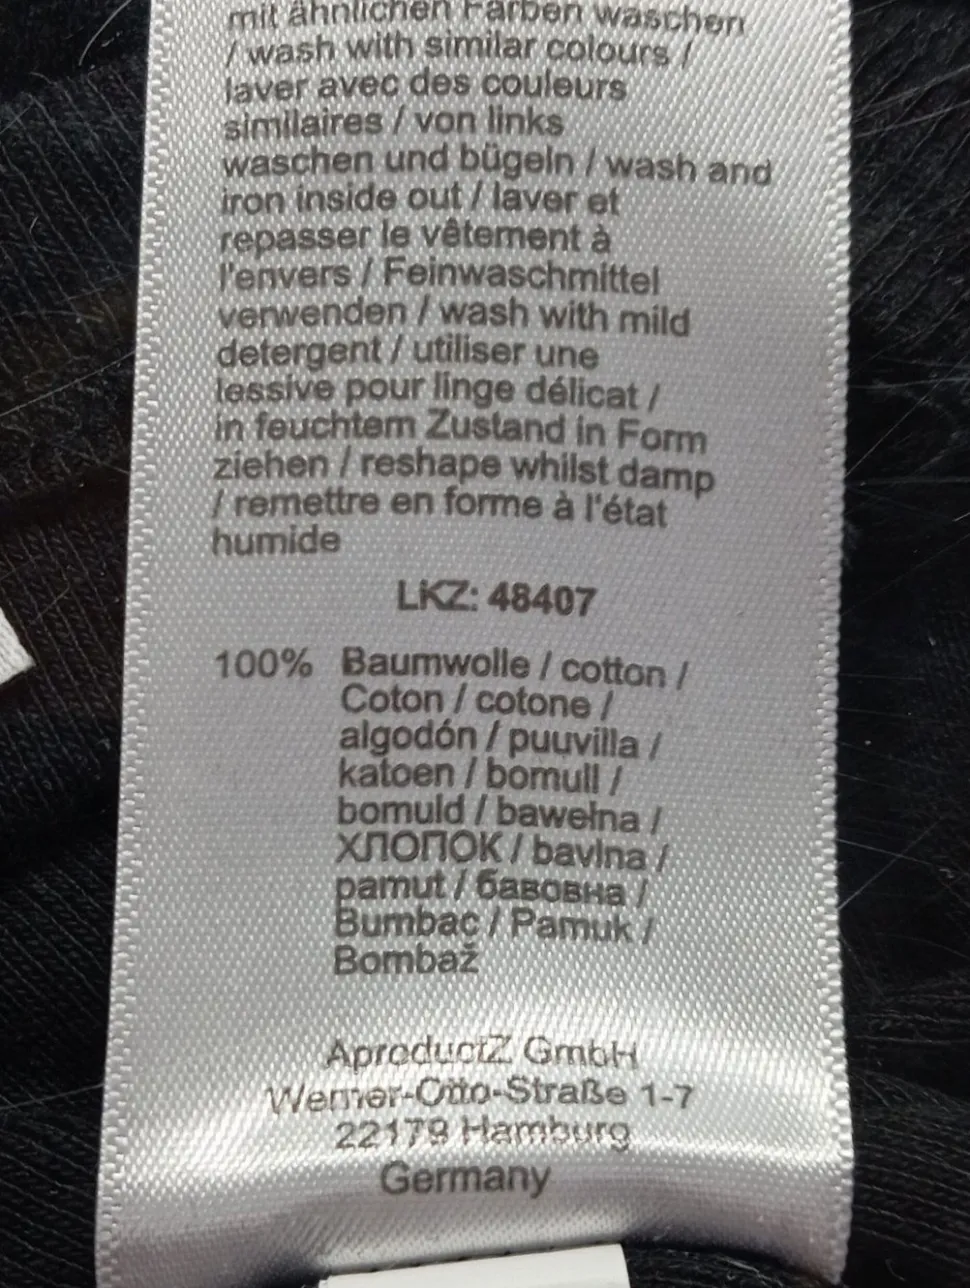 mit ähnlichen Farben waschen
/ wash with similar colours /
laver avec des couleurs
similaires / von links
waschen und bügeln / wash and
iron inside out / laver et
repasser le vêtement à
l'envers / Feinwaschmittel
verwenden / wash with mild
detergent / utiliser une
lessive pour linge délicat /
in feuchtem Zustand in Form
ziehen / reshape whilst damp
/ remettre en forme à l'état
humide
LKZ: 48407
100% Baumwolle / cotton /
Coton / cotone /
algodón / puuvilla /
katoen / bomull /
bomuld / bawełna /
ХЛОПОК / bavlna /
pamut / бавовна /
Bumbac / Pamuk /
Bombaž
AproductZ GmbH
Werner-Otto-Straße 1-7
22179 Hamburg
Germany